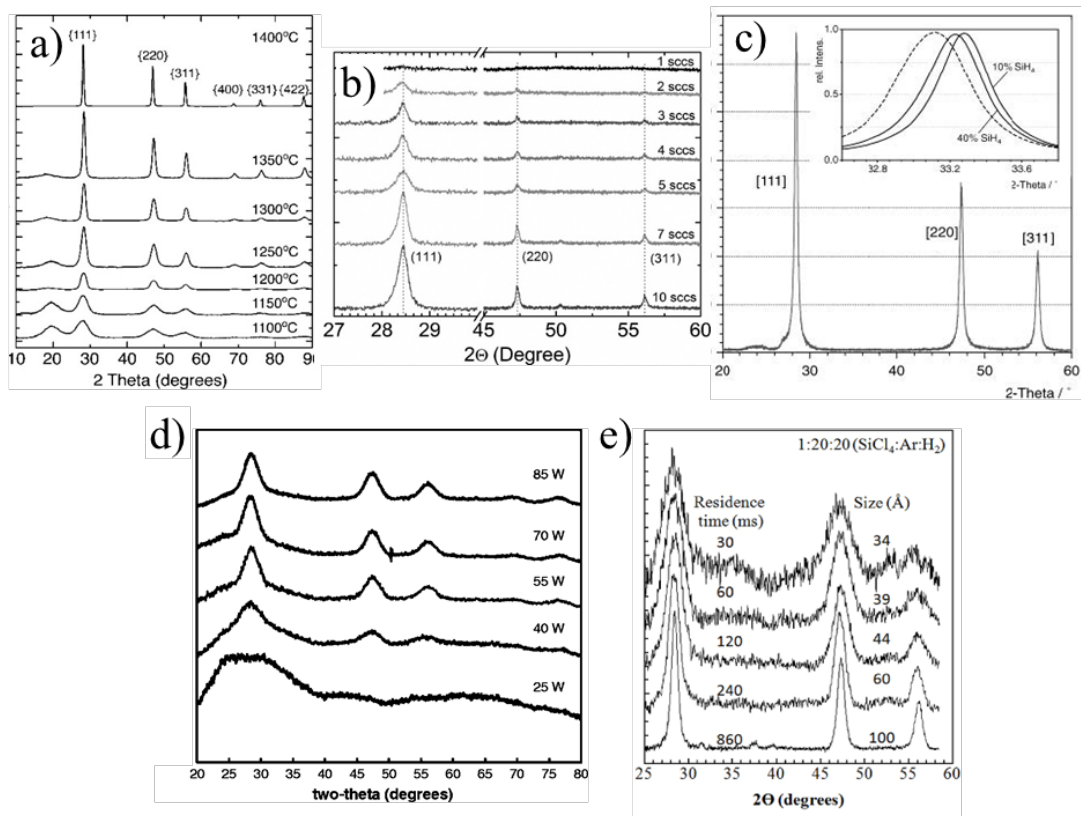 a)
1400°C
{111}
{220}
{311}
{400} {331} {422}
1350°C
1300°C
1250°C
1200°C
1150°C
1100°C
10 20 30 40 50 60 70 80 90
2 Theta (degrees)
b)
1 sccs
2 sccs
3 sccs
4 sccs
5 sccs
7 sccs
(111) (220) (311)
10 sccs
27 28 29 45 50 55 60
2Θ (Degree)
c)
rel. Intens.
1.0
0.5
0.0
10% SiH₄
40% SiH₄
32.8 33.2 33.6
2-Theta / °
[111]
[220]
[311]
20 30 40 50 60
2-Theta / °
d)
85 W
70 W
55 W
40 W
25 W
20 25 30 35 40 45 50 55 60 65 70 75 80
two-theta (degrees)
e)
1:20:20 (SiCl₄:Ar:H₂)
Residence Size (Å)
time (ms)
30 34
60 39
120 44
240 60
860 100
25 30 35 40 45 50 55 60
2Θ (degrees)